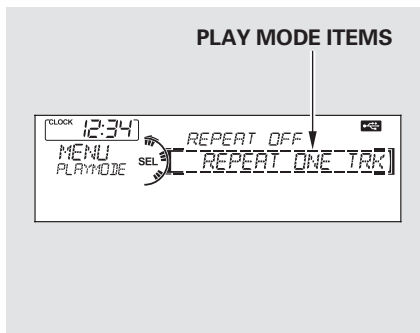 PLAY MODE ITEMS
CLOCK 12:34
REPEAT OFF
MENU
PLAYMODE
SEL
REPEAT ONE TRK